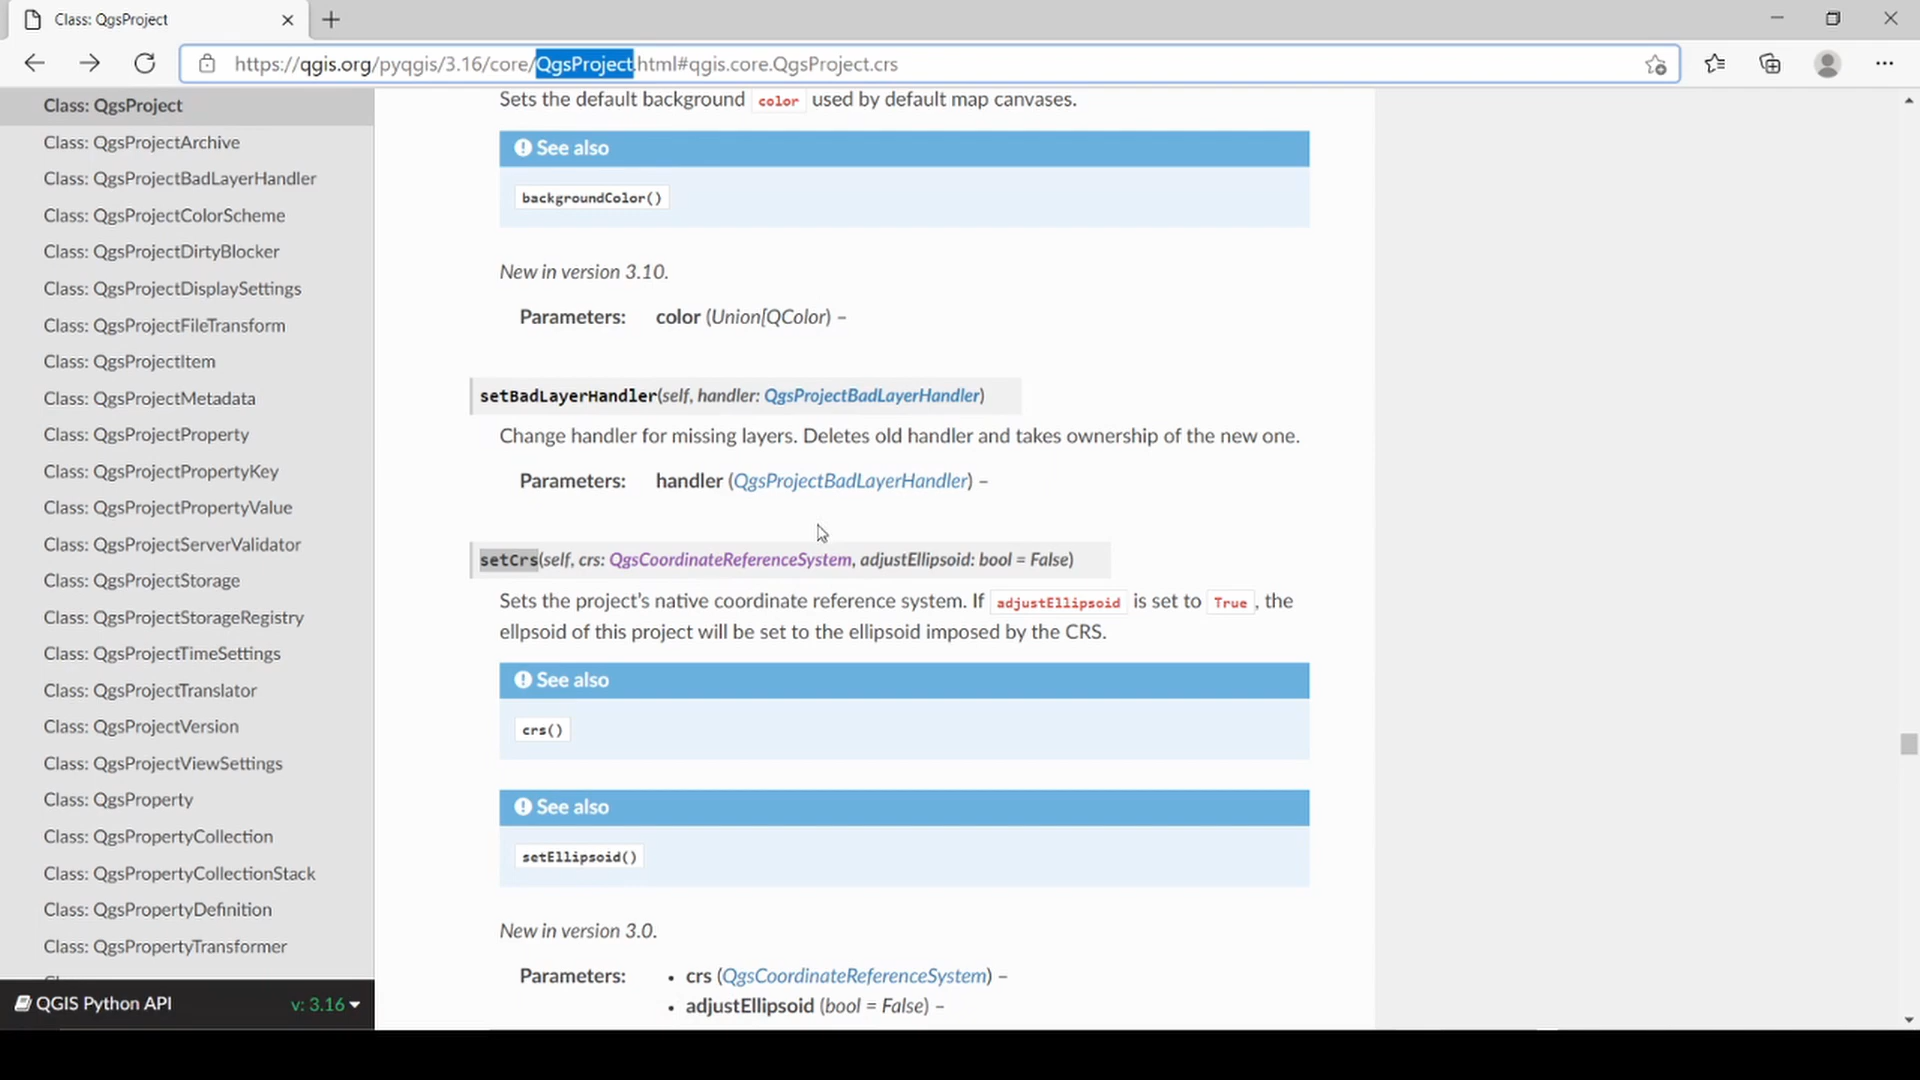 Class: QgsProject
https://qgis.org/pyqgis/3.16/core/QgsProject.html#qgis.core.QgsProject.crs
Class: QgsProject
Class: QgsProjectArchive
Class: QgsProjectBadLayerHandler
Class: QgsProjectColorScheme
Class: QgsProjectDirtyBlocker
Class: QgsProjectDisplaySettings
Class: QgsProjectFileTransform
Class: QgsProjectItem
Class: QgsProjectMetadata
Class: QgsProjectProperty
Class: QgsProjectPropertyKey
Class: QgsProjectPropertyValue
Class: QgsProjectServerValidator
Class: QgsProjectStorage
Class: QgsProjectStorageRegistry
Class: QgsProjectTimeSettings
Class: QgsProjectTranslator
Class: QgsProjectVersion
Class: QgsProjectViewSettings
Class: QgsProperty
Class: QgsPropertyCollection
Class: QgsPropertyCollectionStack
Class: QgsPropertyDefinition
Class: QgsPropertyTransformer
QGIS Python API v: 3.16
Sets the default background color used by default map canvases.
See also
backgroundColor()
New in version 3.10.
Parameters: color (Union[QColor) –
setBadLayerHandler(self, handler: QgsProjectBadLayerHandler)
Change handler for missing layers. Deletes old handler and takes ownership of the new one.
Parameters: handler (QgsProjectBadLayerHandler) –
setCrs(self, crs: QgsCoordinateReferenceSystem, adjustEllipsoid: bool = False)
Sets the project's native coordinate reference system. If adjustEllipsoid is set to True, the
ellpsoid of this project will be set to the ellipsoid imposed by the CRS.
See also
crs()
See also
setEllipsoid()
New in version 3.0.
Parameters: • crs (QgsCoordinateReferenceSystem) –
• adjustEllipsoid (bool = False) –